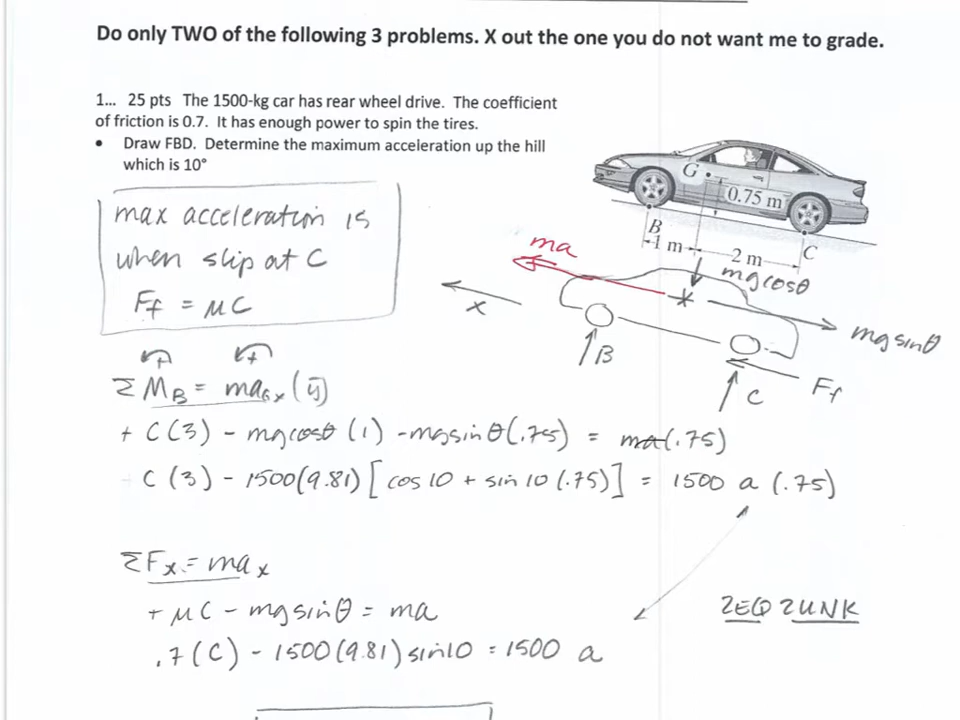 Do only TWO of the following 3 problems. X out the one you do not want me to grade.
1... 25 pts The 1500-kg car has rear wheel drive. The coefficient
of friction is 0.7. It has enough power to spin the tires.
• Draw FBD. Determine the maximum acceleration up the hill
which is 10°
max acceleration is
when slip at C
Ff = μC
G
0.75 m
B
1 m
2 m
C
ma
mg cosθ
x
mg sinθ
B
C
Ff
+ +
ΣMB = maGx(ȳ)
+ C(3) - mg cosθ (1) - mg sinθ(.75) = ma(.75)
C(3) - 1500(9.81)[cos 10 + sin 10 (.75)] = 1500 a (.75)
ΣFx = max
+ μC - mg sinθ = ma
.7(C) - 1500(9.81) sin10 = 1500 a
2EQ 2UNK